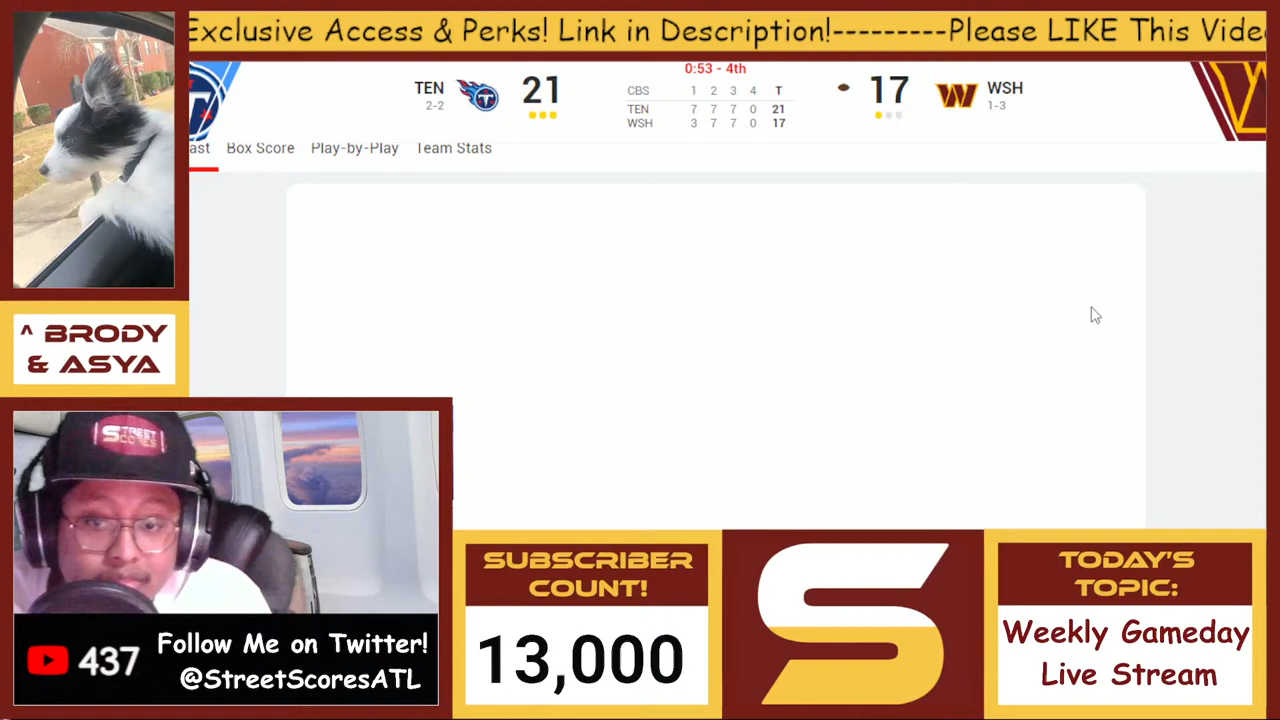 Exclusive Access & Perks! Link in Description!---------Please LIKE This Vide
0:53 - 4th
TEN 21 17 WSH
2-2 1-3
CBS 1 2 3 4 T
TEN 7 7 7 0 21
WSH 3 7 7 0 17
ast Box Score Play-by-Play Team Stats
^ BRODY
& ASYA
STREET
SCORES
437
Follow Me on Twitter!
@StreetScoresATL
SUBSCRIBER
COUNT!
13,000
S
TODAY'S
TOPIC:
Weekly Gameday
Live Stream